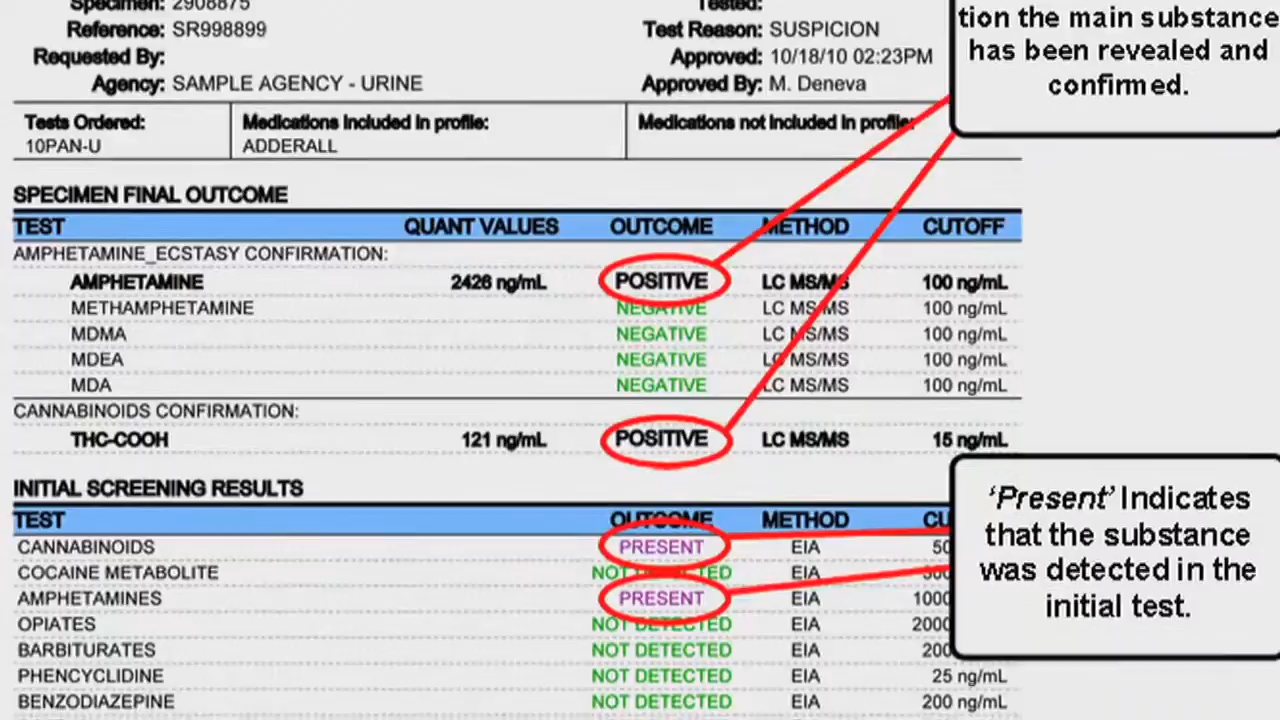 Specimen: 2908875
Tested:
Reference: SR998899
Test Reason: SUSPICION
Requested By:
Approved: 10/18/10 02:23PM
Agency: SAMPLE AGENCY - URINE
Approved By: M. Deneva
tion the main substance
has been revealed and
confirmed.
Tests Ordered:
10PAN-U
Medications included in profile:
ADDERALL
Medications not included in profile:
SPECIMEN FINAL OUTCOME
TEST QUANT VALUES OUTCOME METHOD CUTOFF
AMPHETAMINE_ECSTASY CONFIRMATION:
AMPHETAMINE 2426 ng/mL POSITIVE LC MS/MS 100 ng/mL
METHAMPHETAMINE NEGATIVE LC MS/MS 100 ng/mL
MDMA NEGATIVE LC MS/MS 100 ng/mL
MDEA NEGATIVE LC MS/MS 100 ng/mL
MDA NEGATIVE LC MS/MS 100 ng/mL
CANNABINOIDS CONFIRMATION:
THC-COOH 121 ng/mL POSITIVE LC MS/MS 15 ng/mL
INITIAL SCREENING RESULTS
TEST OUTCOME METHOD CU
CANNABINOIDS PRESENT EIA 50
COCAINE METABOLITE NOT DETECTED EIA 300
AMPHETAMINES PRESENT EIA 1000
OPIATES NOT DETECTED EIA 2000
BARBITURATES NOT DETECTED EIA 200
PHENCYCLIDINE NOT DETECTED EIA 25 ng/mL
BENZODIAZEPINE NOT DETECTED EIA 200 ng/mL
‘Present’ Indicates
that the substance
was detected in the
initial test.